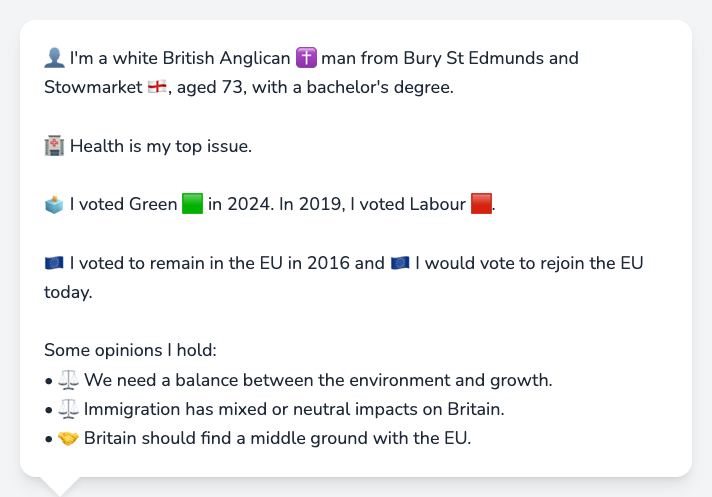 👤 I'm a white British Anglican ✝️ man from Bury St Edmunds and
Stowmarket 🏴󠁧󠁢󠁥󠁮󠁧󠁿, aged 73, with a bachelor's degree.
🏥 Health is my top issue.
🗳️ I voted Green 🟩 in 2024. In 2019, I voted Labour 🟥.
🇪🇺 I voted to remain in the EU in 2016 and 🇪🇺 I would vote to rejoin the EU
today.
Some opinions I hold:
• ⚖️ We need a balance between the environment and growth.
• ⚖️ Immigration has mixed or neutral impacts on Britain.
• 🤝 Britain should find a middle ground with the EU.